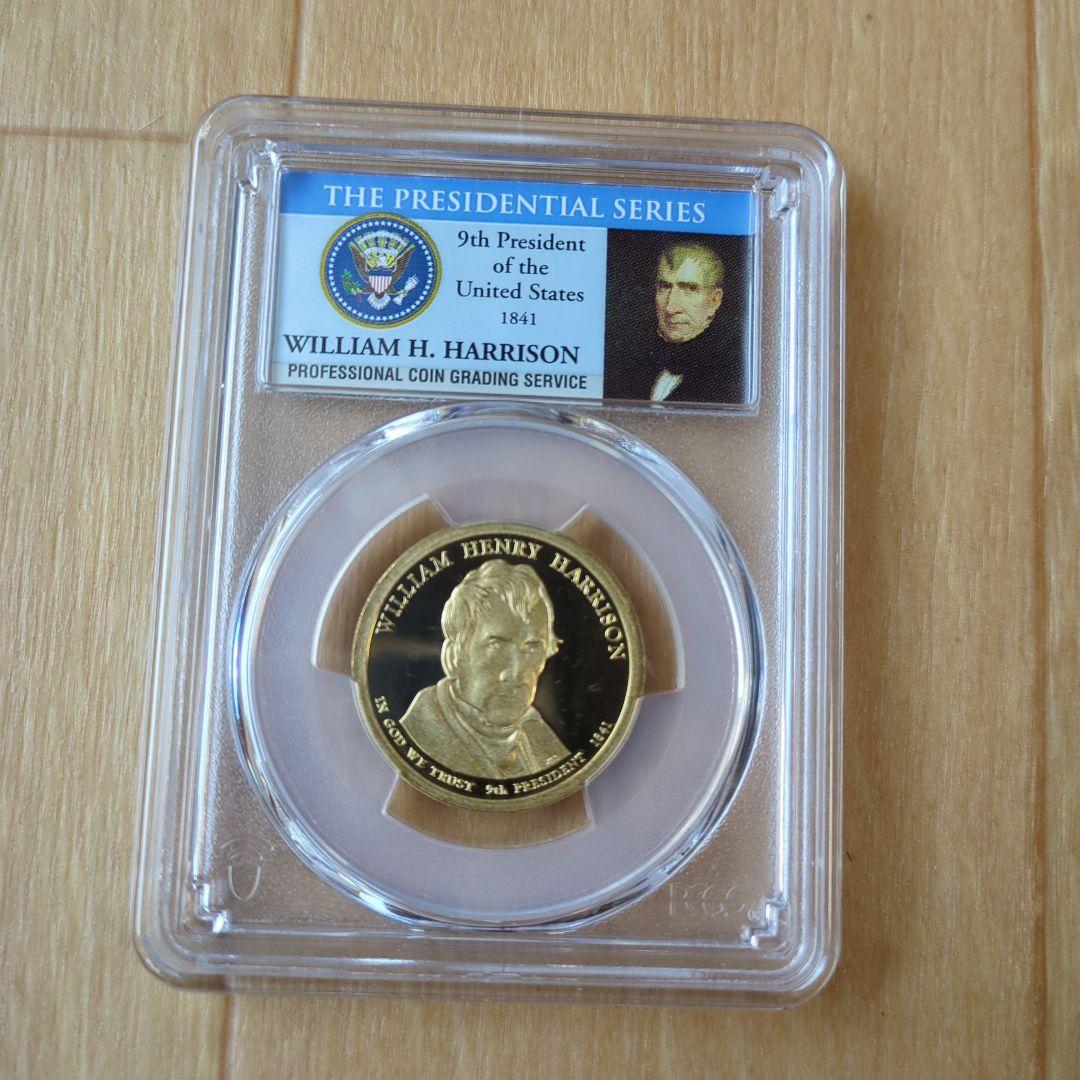 THE PRESIDENTIAL SERIES
9th President
of the
United States
1841
WILLIAM H. HARRISON
PROFESSIONAL COIN GRADING SERVICE
WILLIAM HENRY HARRISON
IN GOD WE TRUST 9th PRESIDENT 1841
PCGS